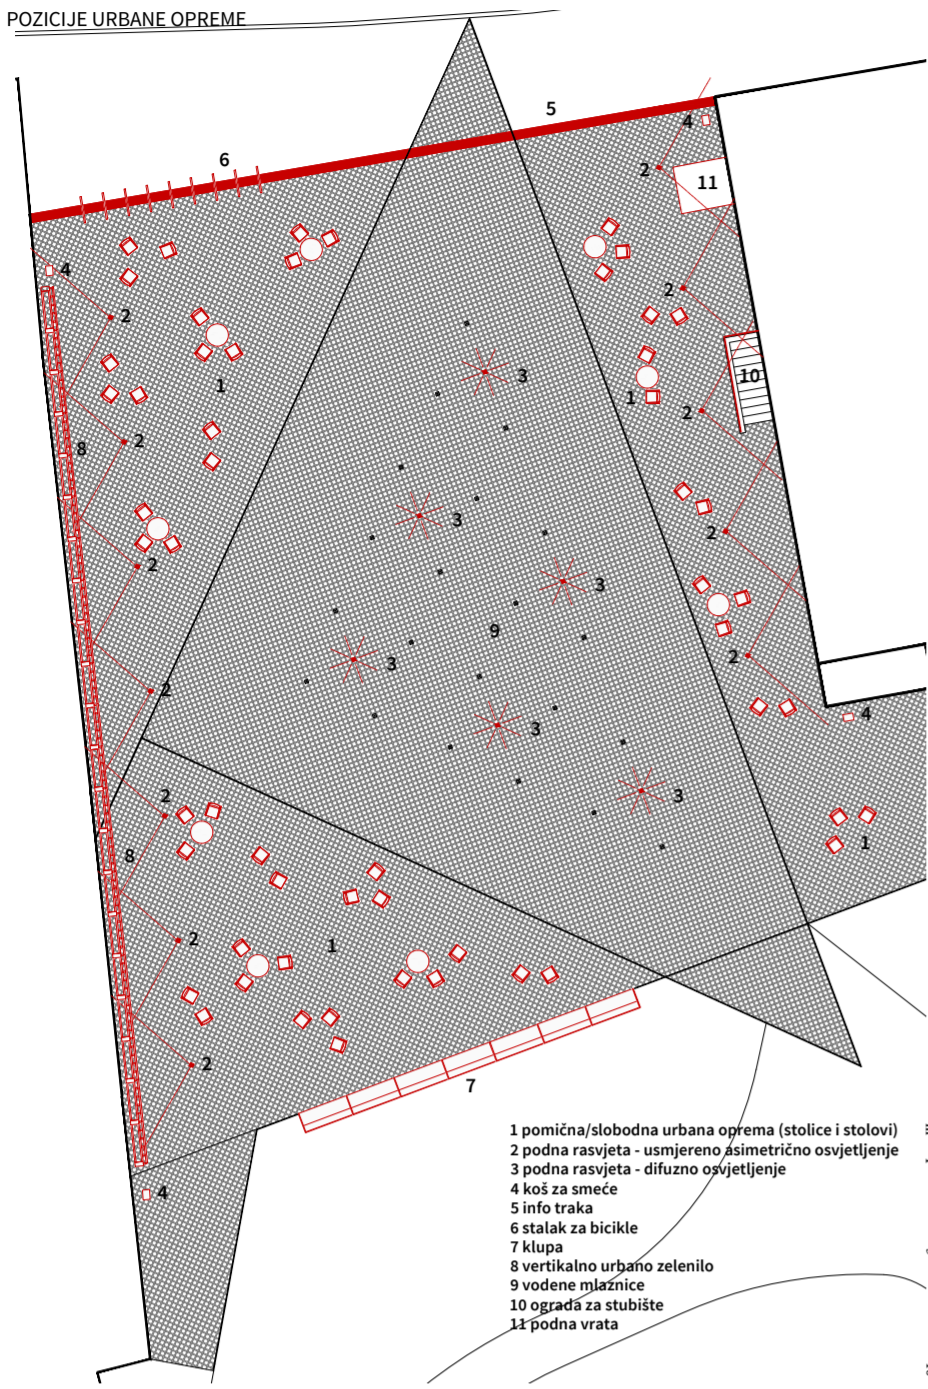 POZICIJE URBANE OPREME
5
4
6
2
11
4
2
2
3
10
1
1
2
2
8
3
2
2
3
9
3
2
2
3
4
3
2
3
1
8
2
1
2
7
4
1 pomična/slobodna urbana oprema (stolice i stolovi)
2 podna rasvjeta - usmjereno asimetrično osvjetljenje
3 podna rasvjeta - difuzno osvjetljenje
4 koš za smeće
5 info traka
6 stalak za bicikle
7 klupa
8 vertikalno urbano zelenilo
9 vodene mlaznice
10 ograda za stubište
11 podna vrata